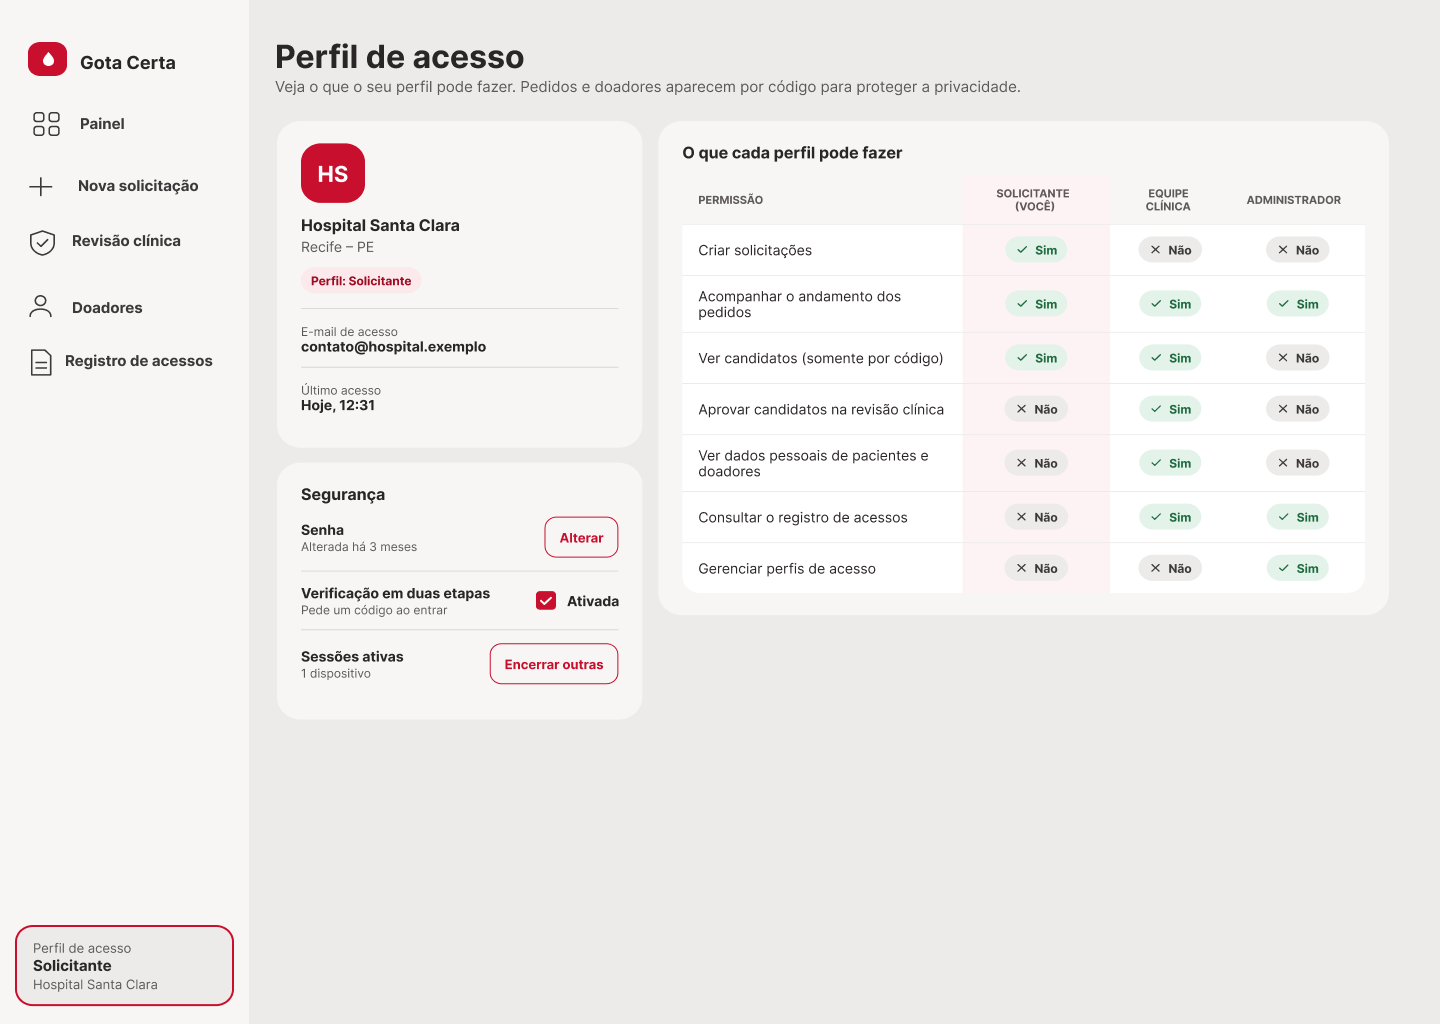 Gota Certa
Painel
Nova solicitação
Revisão clínica
Doadores
Registro de acessos
Perfil de acesso
Solicitante
Hospital Santa Clara
Perfil de acesso
Veja o que o seu perfil pode fazer. Pedidos e doadores aparecem por código para proteger a privacidade.
HS
Hospital Santa Clara
Recife – PE
Perfil: Solicitante
E-mail de acesso
contato@hospital.exemplo
Último acesso
Hoje, 12:31
Segurança
Senha
Alterada há 3 meses
Alterar
Verificação em duas etapas
Pede um código ao entrar
Ativada
Sessões ativas
1 dispositivo
Encerrar outras
O que cada perfil pode fazer
PERMISSÃO
SOLICITANTE
(VOCÊ)
EQUIPE
CLÍNICA
ADMINISTRADOR
Criar solicitações
Sim
Não
Não
Acompanhar o andamento dos
pedidos
Sim
Sim
Sim
Ver candidatos (somente por código)
Sim
Sim
Não
Aprovar candidatos na revisão clínica
Não
Sim
Não
Ver dados pessoais de pacientes e
doadores
Não
Sim
Não
Consultar o registro de acessos
Não
Sim
Sim
Gerenciar perfis de acesso
Não
Não
Sim